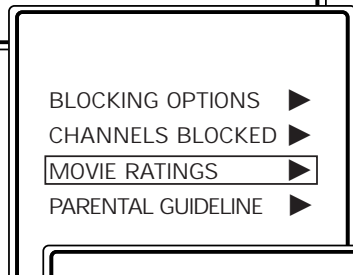 BLOCKING OPTIONS ▶
CHANNELS BLOCKED ▶
MOVIE RATINGS ▶
PARENTAL GUIDELINE ▶